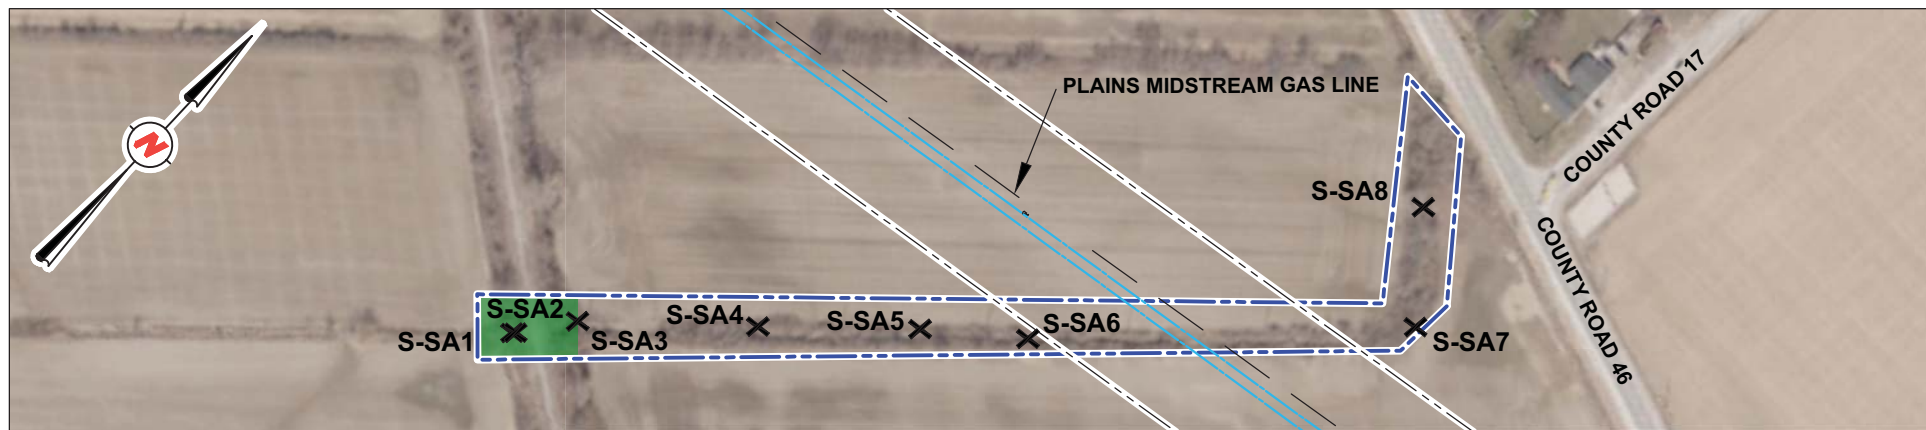 PLAINS MIDSTREAM GAS LINE
COUNTY ROAD 17
N
S-SA8
COUNTY ROAD 46
S-SA2
S-SA4
S-SA5
S-SA6
S-SA1
S-SA3
S-SA7